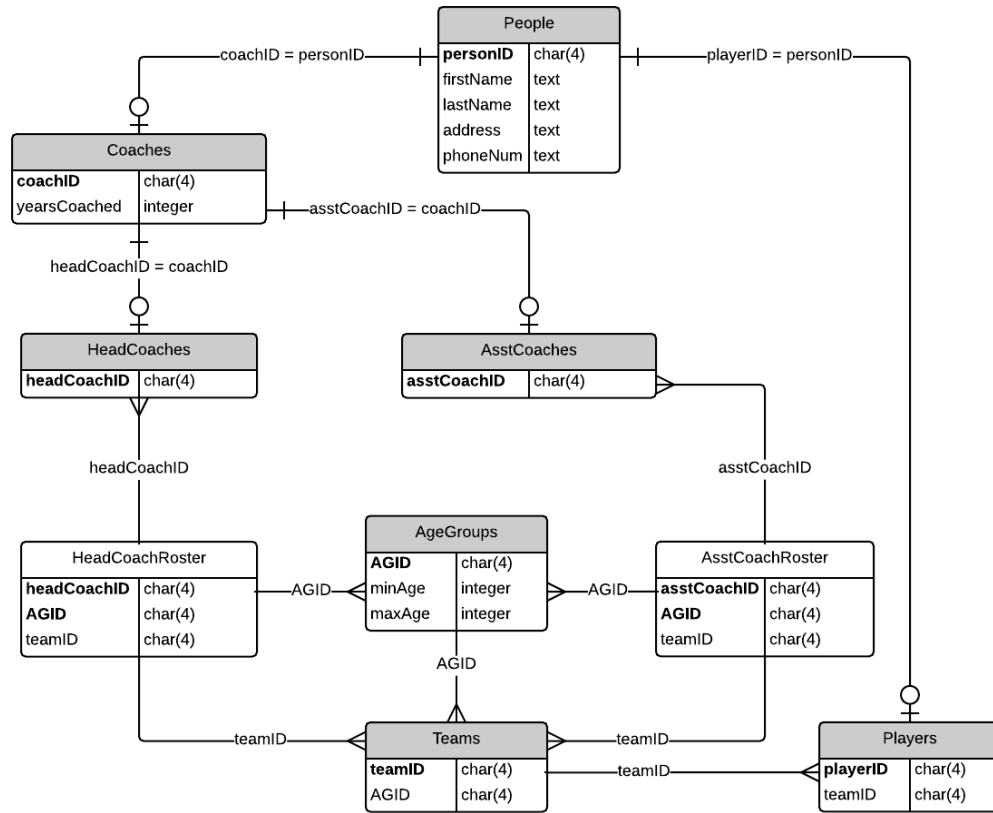 People
personID char(4)
firstName text
lastName text
address text
phoneNum text
coachID = personID
playerID = personID
Coaches
coachID char(4)
yearsCoached integer
asstCoachID = coachID
headCoachID = coachID
HeadCoaches
headCoachID char(4)
AsstCoaches
asstCoachID char(4)
headCoachID
asstCoachID
HeadCoachRoster
headCoachID char(4)
AGID char(4)
teamID char(4)
AGID
AgeGroups
AGID char(4)
minAge integer
maxAge integer
AGID
AsstCoachRoster
asstCoachID char(4)
AGID char(4)
teamID char(4)
AGID
teamID
Teams
teamID char(4)
AGID char(4)
teamID
teamID
Players
playerID char(4)
teamID char(4)